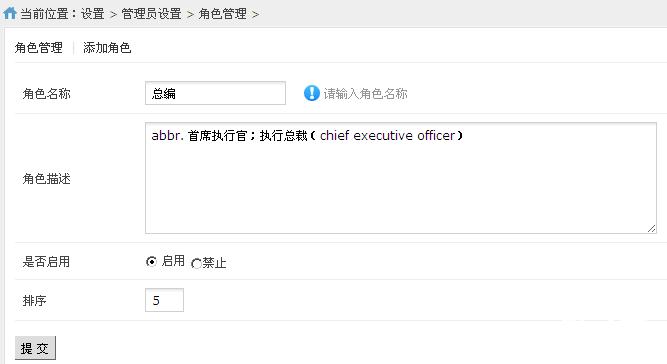 当前位置：设置 > 管理员设置 > 角色管理 >
角色管理 | 添加角色
角色名称 总编 请输入角色名称
角色描述 abbr. 首席执行官；执行总裁（chief executive officer）
是否启用 启用 禁止
排序 5
提 交